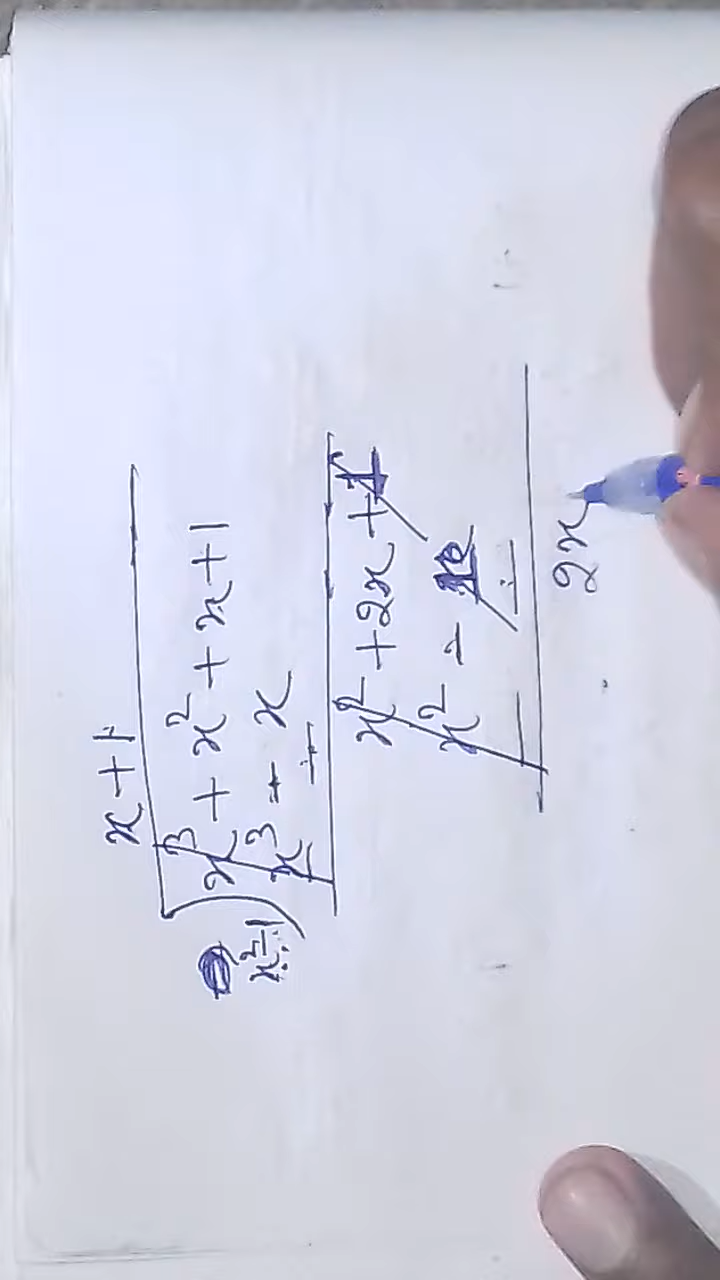 x + 1
x² - 1 ) x³ + x² + x + 1
x³ - x
- +
x² + 2x + 1
x² - 1
- +
2x